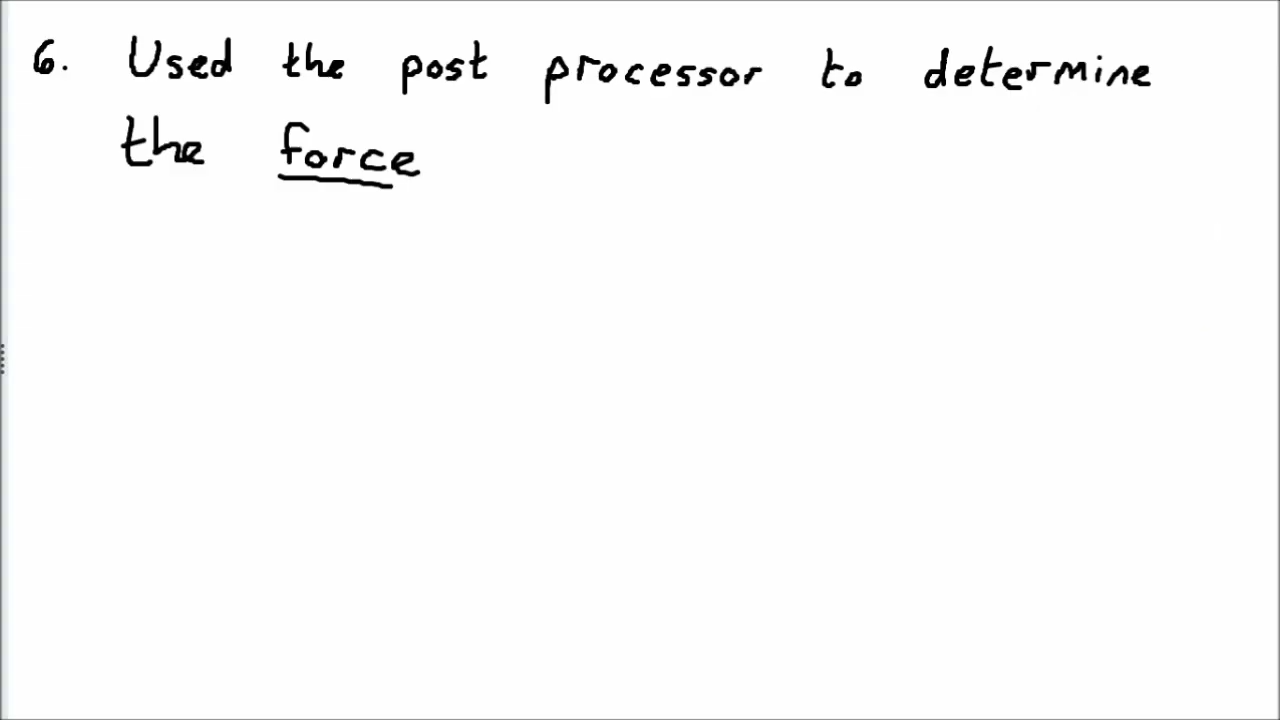 6. Used the post processor to determine
the force